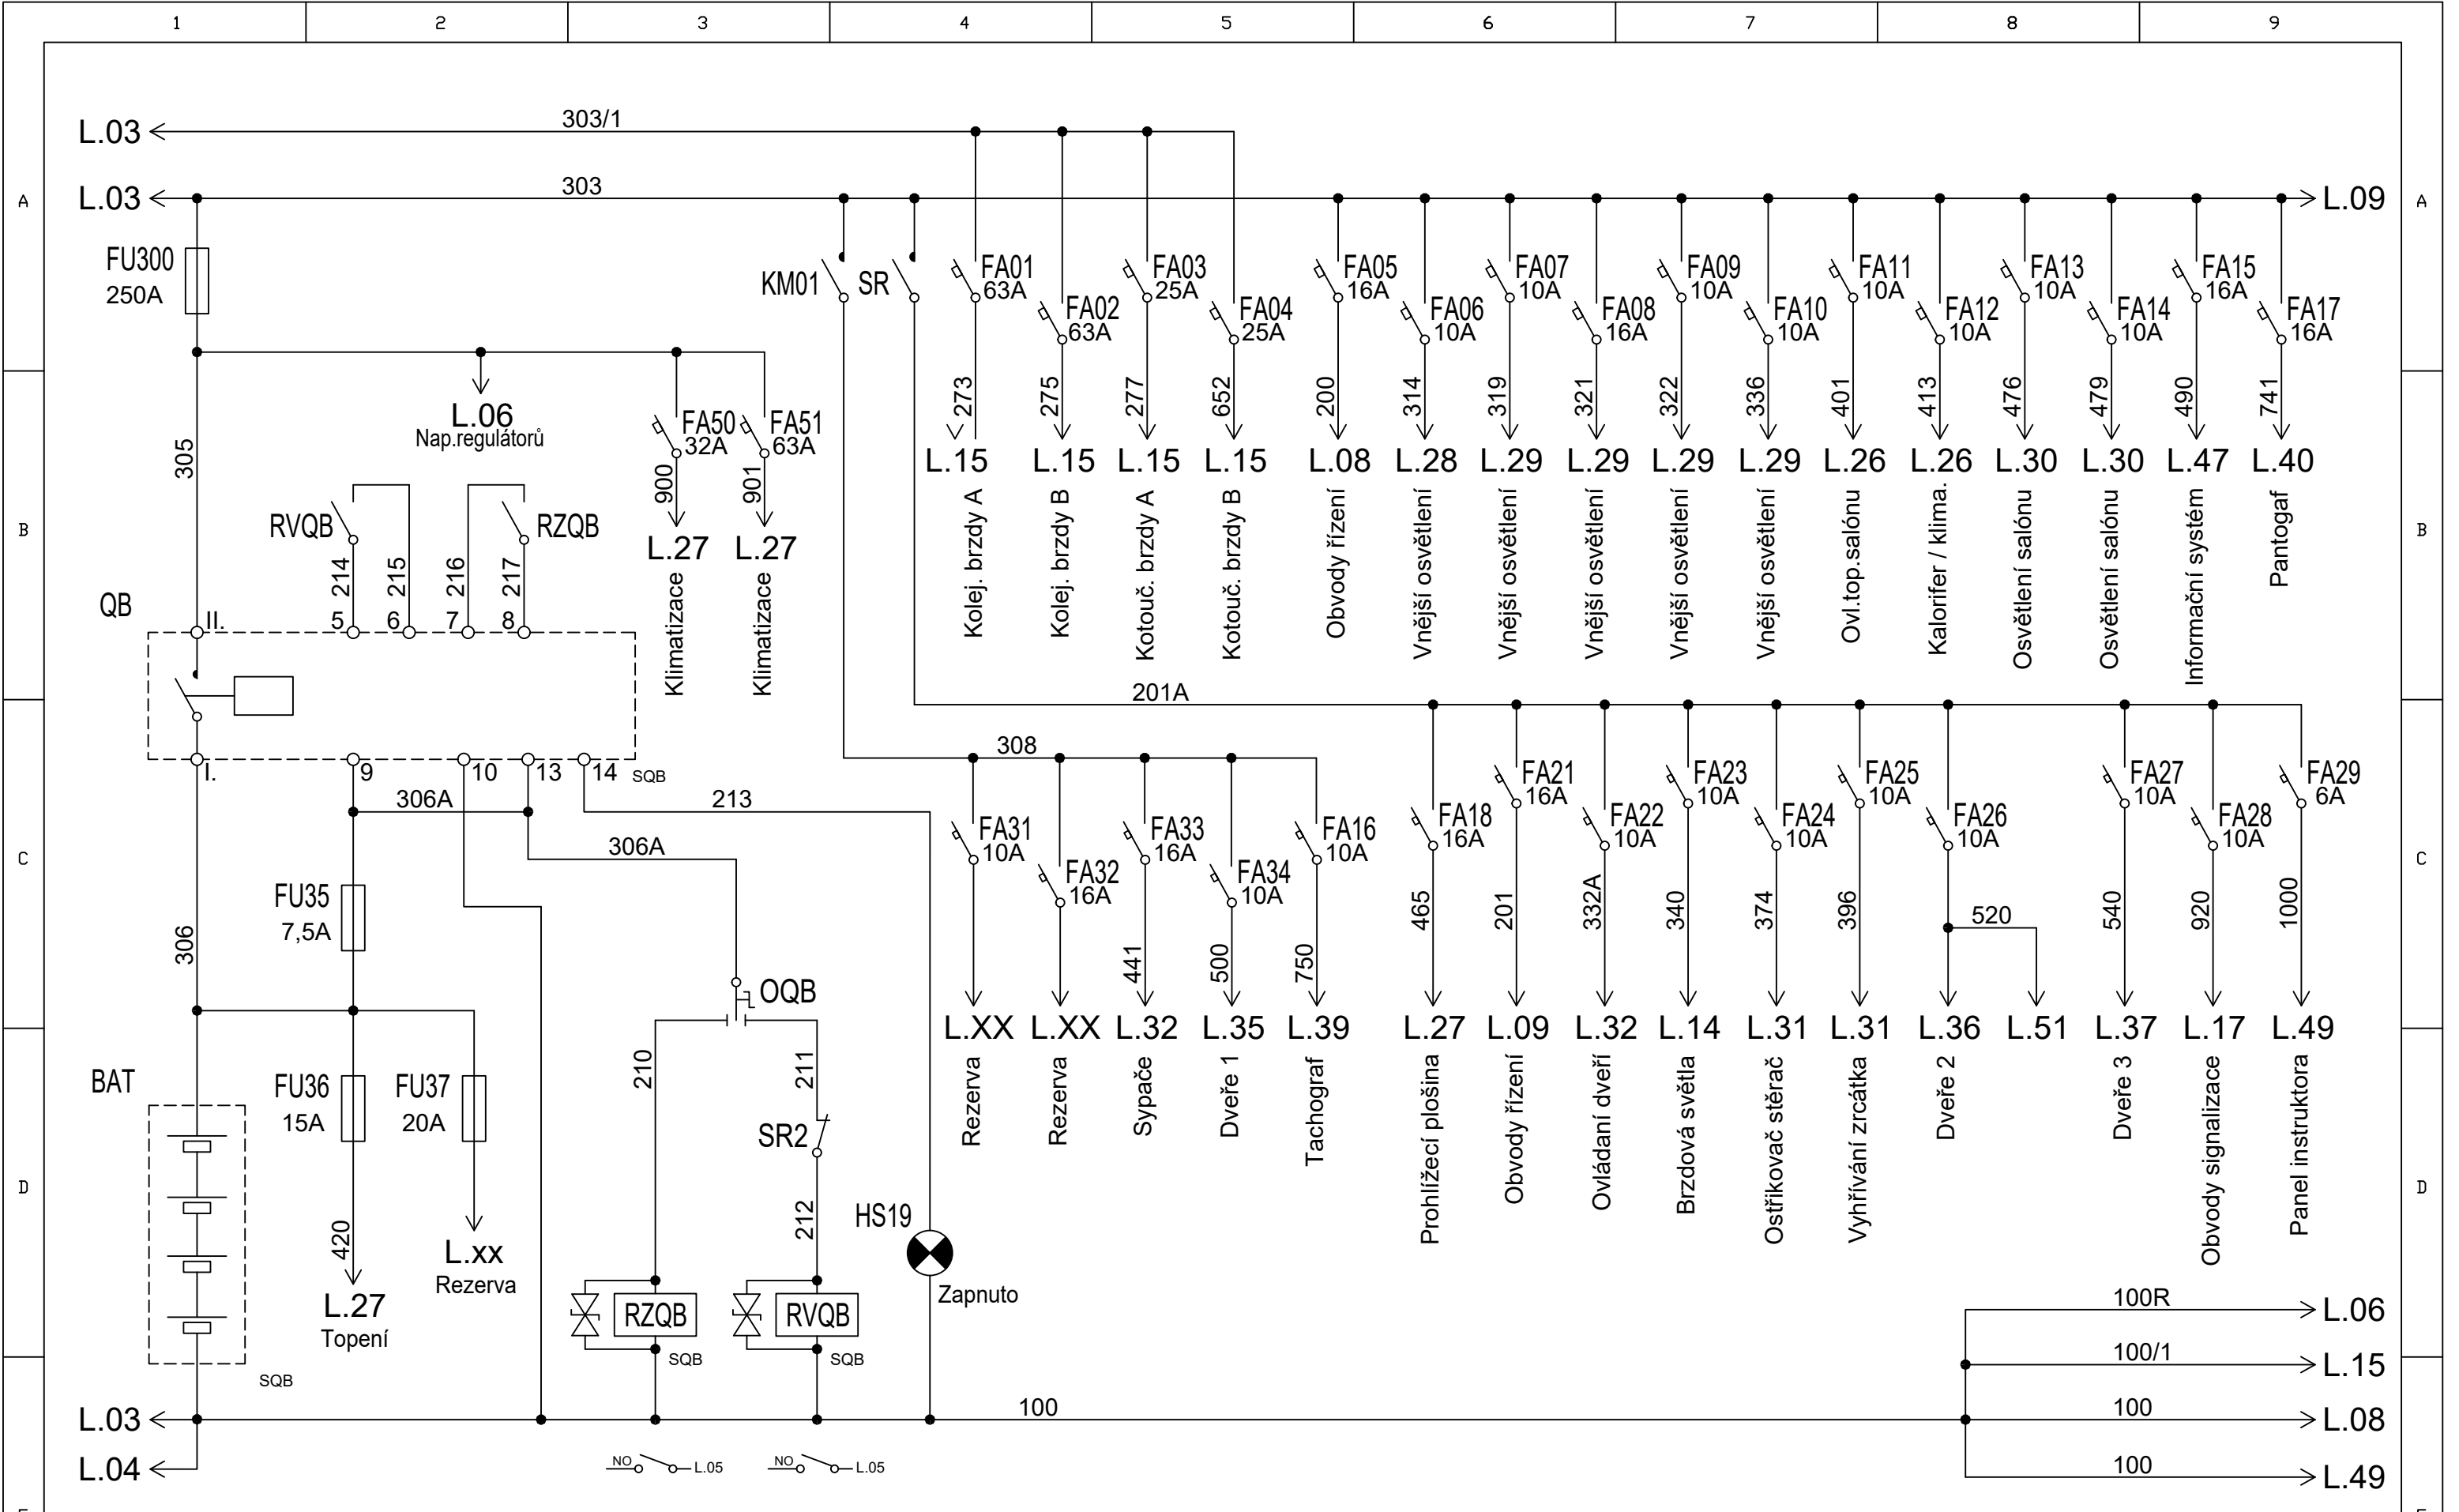 1 2 3 4 5 6 7 8 9
L.03 303/1
A L.03 303 L.09 A
FU300
250A
KM01 SR
FA01
63A
FA02
63A
FA03
25A
FA04
25A
FA05
16A
FA06
10A
FA07
10A
FA08
16A
FA09
10A
FA10
10A
FA11
10A
FA12
10A
FA13
10A
FA14
10A
FA15
16A
FA17
16A
273 275 277 652 200 314 319 321 322 336 401 413 476 479 490 741
L.15 L.15 L.15 L.15 L.08 L.28 L.29 L.29 L.29 L.29 L.26 L.26 L.30 L.30 L.47 L.40
Kolej. brzdy A
Kolej. brzdy B
Kotouč. brzdy A
Kotouč. brzdy B
Obvody řízení
Vnější osvětlení
Vnější osvětlení
Vnější osvětlení
Vnější osvětlení
Vnější osvětlení
Ovl.top.salónu
Kalorifer / klima.
Osvětlení salónu
Osvětlení salónu
Informační systém
Pantogaf
L.06
Nap.regulátorů
FA50
32A
FA51
63A
900 901
L.27 L.27
Klimatizace
Klimatizace
305
B B
RVQB RZQB
214 215 216 217
QB II. 5 6 7 8
I. 9 10 13 14 SQB
201A
308
306A 213
306A
C C
FA31
10A
FA32
16A
FA33
16A
FA34
10A
FA16
10A
FA18
16A
FA21
16A
FA22
10A
FA23
10A
FA24
10A
FA25
10A
FA26
10A
FA27
10A
FA28
10A
FA29
6A
441 500 750 465 201 332A 340 374 396 520 540 920 1000
L.XX L.XX L.32 L.35 L.39 L.27 L.09 L.32 L.14 L.31 L.31 L.36 L.51 L.37 L.17 L.49
Rezerva
Rezerva
Sypače
Dveře 1
Tachograf
Prohlížecí plošina
Obvody řízení
Ovládaní dveří
Brzdová světla
Ostřikovač stěrač
Vyhřívání zrcátka
Dveře 2
Dveře 3
Obvody signalizace
Panel instruktora
FU35
7,5A
306
OQB
210 211
BAT
FU36
15A
FU37
20A
SR2
212
D D
HS19
Zapnuto
420
L.27
Topení
L.xx
Rezerva
RZQB RVQB
SQB SQB SQB
100R L.06
100/1 L.15
L.03 100 100 L.08
L.04 100 L.49
NO L.05 NO L.05